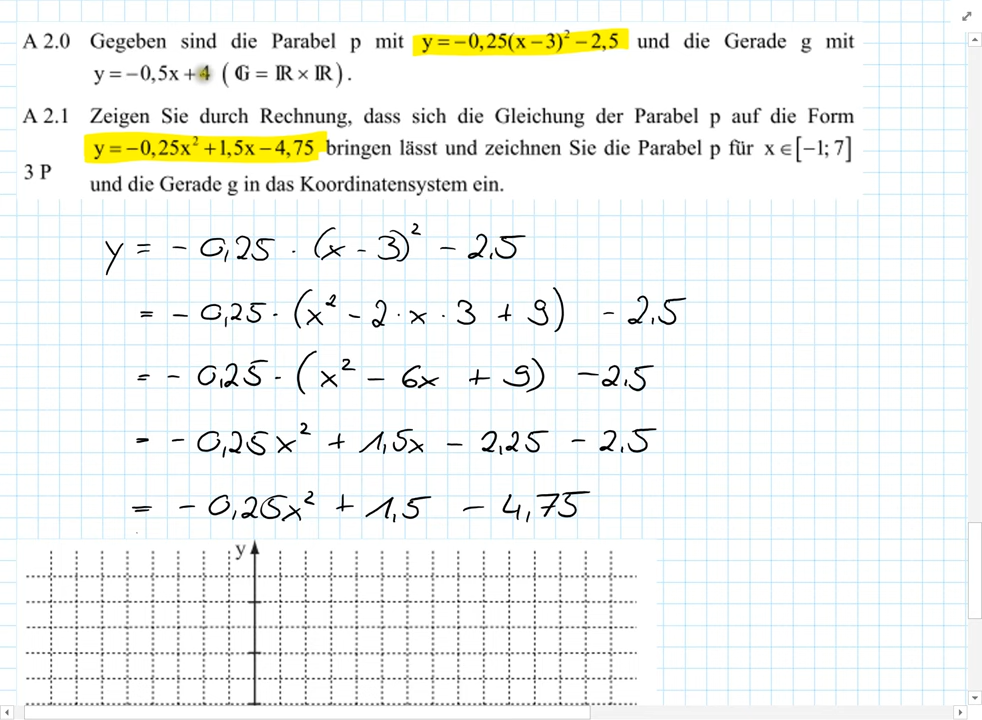 A 2.0 Gegeben sind die Parabel p mit y = −0,25(x − 3)² − 2,5 und die Gerade g mit
y = −0,5x + 4 ( 𝔾 = ℝ × ℝ ).
A 2.1 Zeigen Sie durch Rechnung, dass sich die Gleichung der Parabel p auf die Form
y = −0,25x² + 1,5x − 4,75 bringen lässt und zeichnen Sie die Parabel p für x ∈ [−1; 7]
3 P
und die Gerade g in das Koordinatensystem ein.
y = − 0,25 · (x − 3)² − 2,5
= − 0,25 · (x² − 2 · x · 3 + 9) − 2,5
= − 0,25 · (x² − 6x + 9) − 2,5
= − 0,25x² + 1,5x − 2,25 − 2,5
= − 0,25x² + 1,5 − 4,75
y